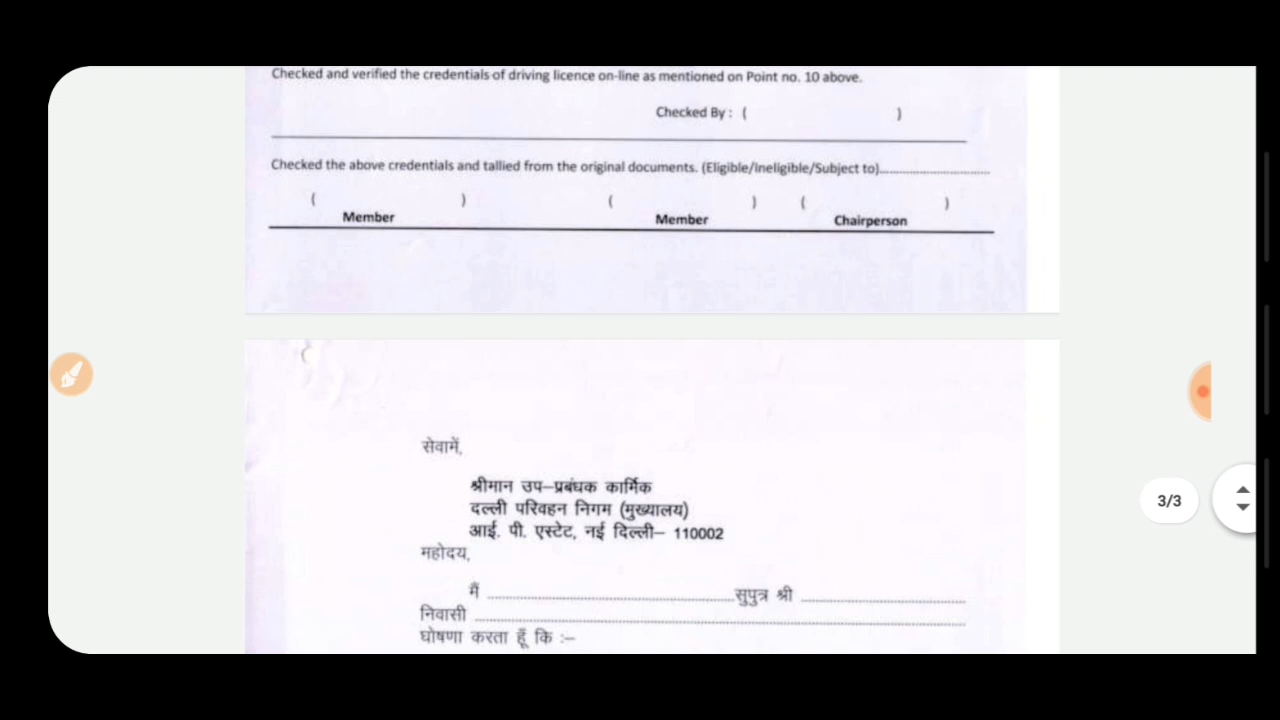 Checked and verified the credentials of driving licence on-line as mentioned on Point no. 10 above.
Checked By : ( )
Checked the above credentials and tallied from the original documents. (Eligible/Ineligible/Subject to)..............................
( ) ( ) ( )
Member Member Chairperson
सेवामें,
श्रीमान उप–प्रबंधक कार्मिक
दल्ली परिवहन निगम (मुख्यालय)
आई. पी. एस्टेट, नई दिल्ली– 110002
महोदय,
मैं ............................................................सुपुत्र श्री ........................................
निवासी ........................................................................................................................
घोषणा करता हूँ कि :–
3/3